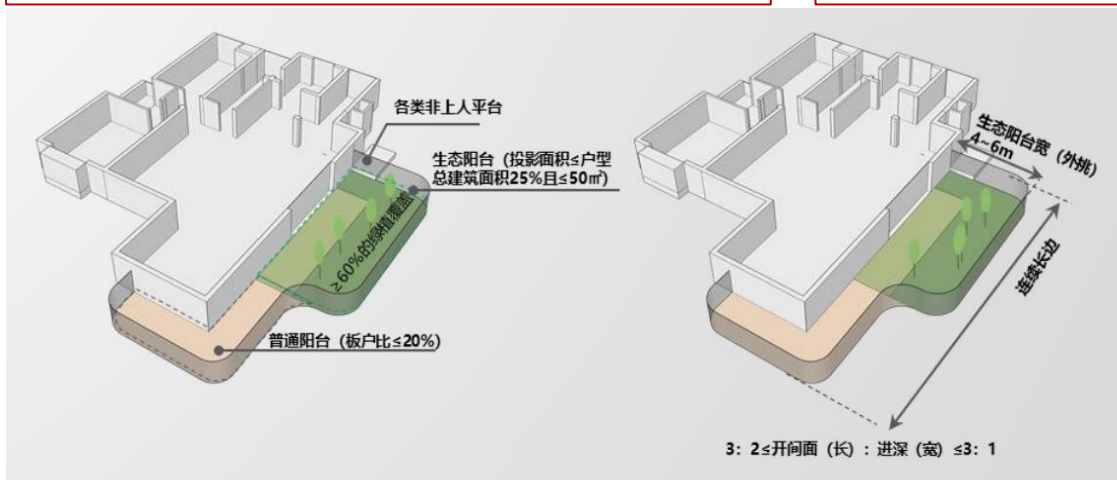 各类非上人平台
生态阳台（投影面积≤户型
总建筑面积25%且≤50㎡）
≥60%的绿植覆盖
普通阳台（板户比≤20%）
生态阳台宽（外挑）
4~6m
连续长边
3：2≤开间面（长）：进深（宽）≤3：1